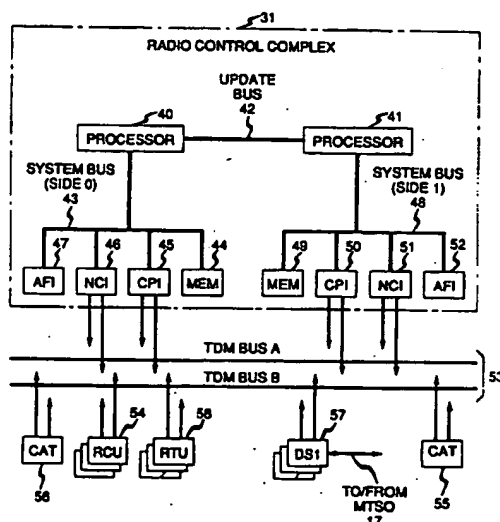 31
RADIO CONTROL COMPLEX
UPDATE
BUS
42
40
41
PROCESSOR
PROCESSOR
SYSTEM BUS
(SIDE 0)
43
SYSTEM BUS
(SIDE 1)
48
47
46
45
44
49
50
51
52
AFI
NCI
CPI
MEM
MEM
CPI
NCI
AFI
TDM BUS A
TDM BUS B
53
54
58
57
CAT
RCU
RTU
DS1
CAT
56
55
TO/FROM
MTSO
17